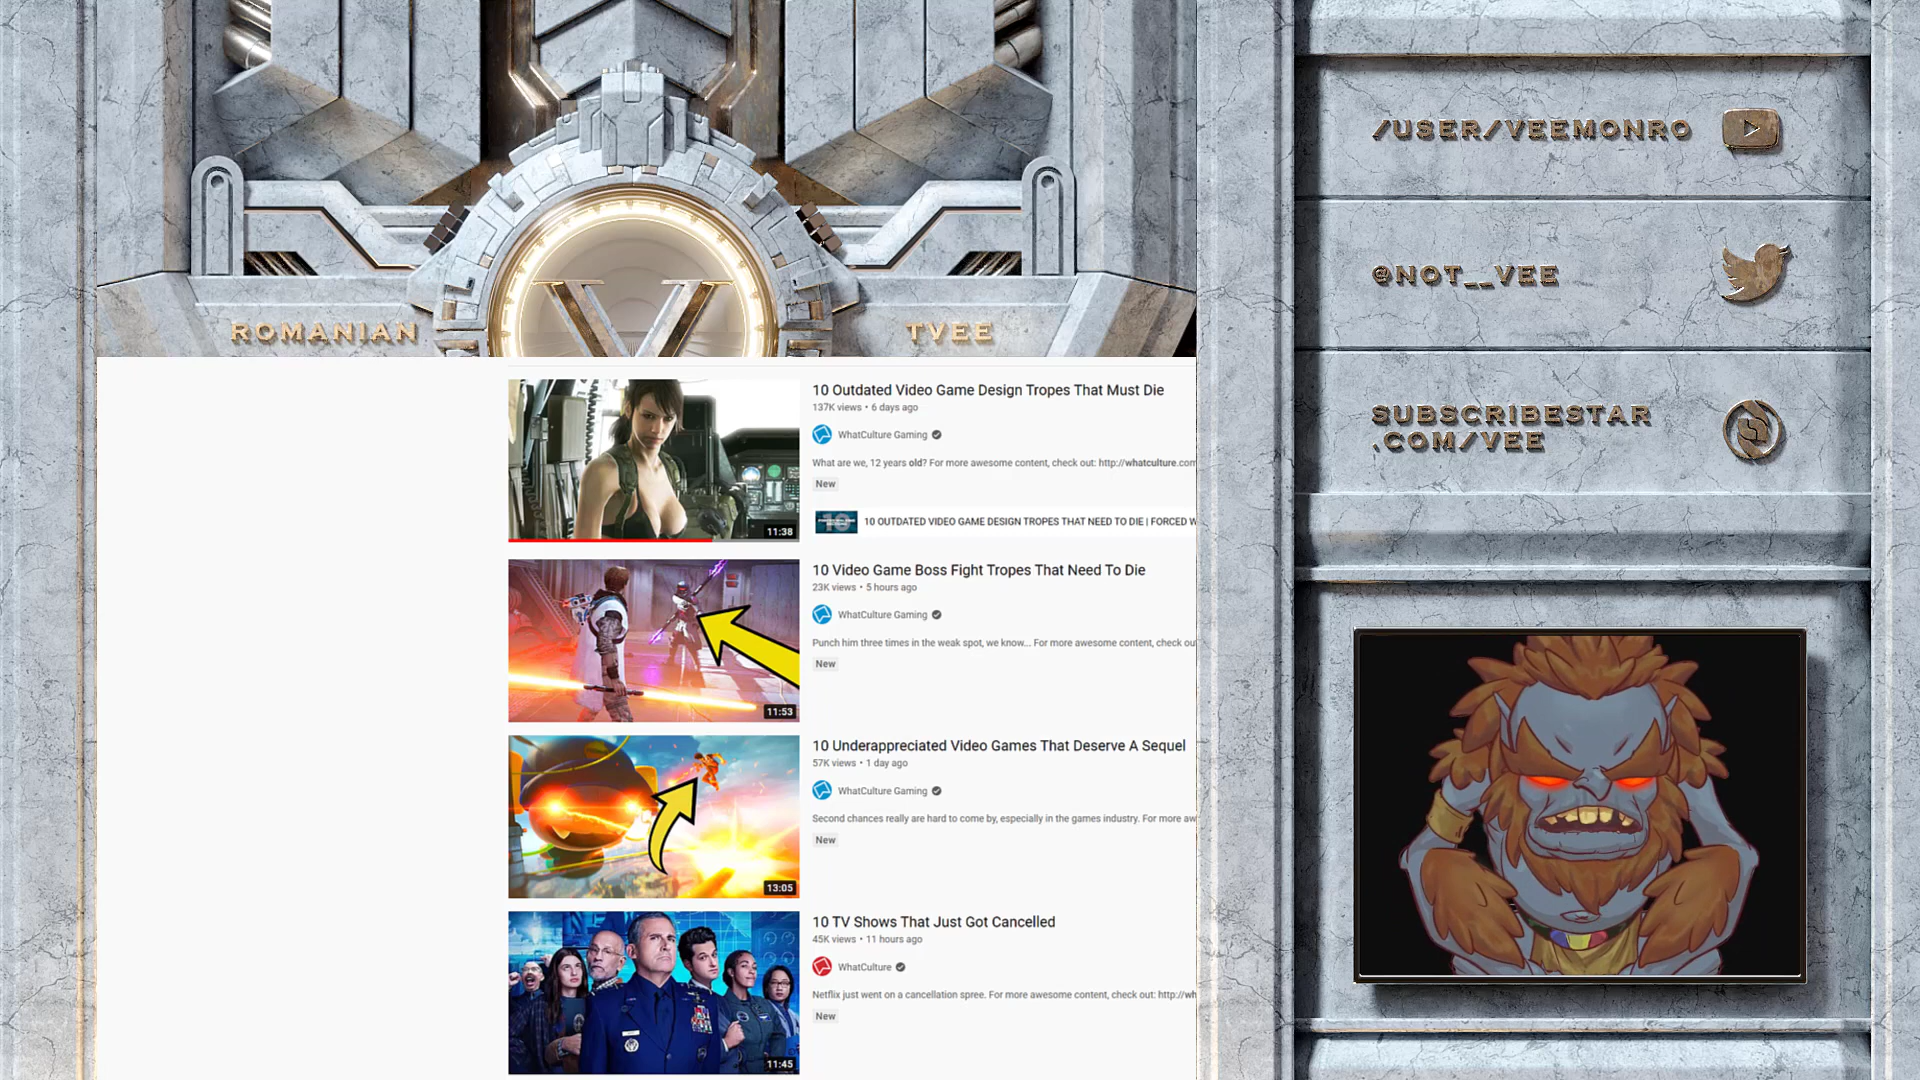 ROMANIAN
V
TVEE
10 Outdated Video Game Design Tropes That Must Die
137K views • 6 days ago
WhatCulture Gaming
What are we, 12 years old? For more awesome content, check out: http://whatculture.com
New
10 OUTDATED VIDEO GAME DESIGN TROPES THAT NEED TO DIE | FORCED W
11:38
10 Video Game Boss Fight Tropes That Need To Die
23K views • 5 hours ago
WhatCulture Gaming
Punch him three times in the weak spot, we know... For more awesome content, check ou
New
11:53
10 Underappreciated Video Games That Deserve A Sequel
57K views • 1 day ago
WhatCulture Gaming
Second chances really are hard to come by, especially in the games industry. For more aw
New
13:05
10 TV Shows That Just Got Cancelled
45K views • 11 hours ago
WhatCulture
Netflix just went on a cancellation spree. For more awesome content, check out: http://wh
New
11:45
/USER/VEEMONRO
@NOT__VEE
SUBSCRIBESTAR
.COM/VEE